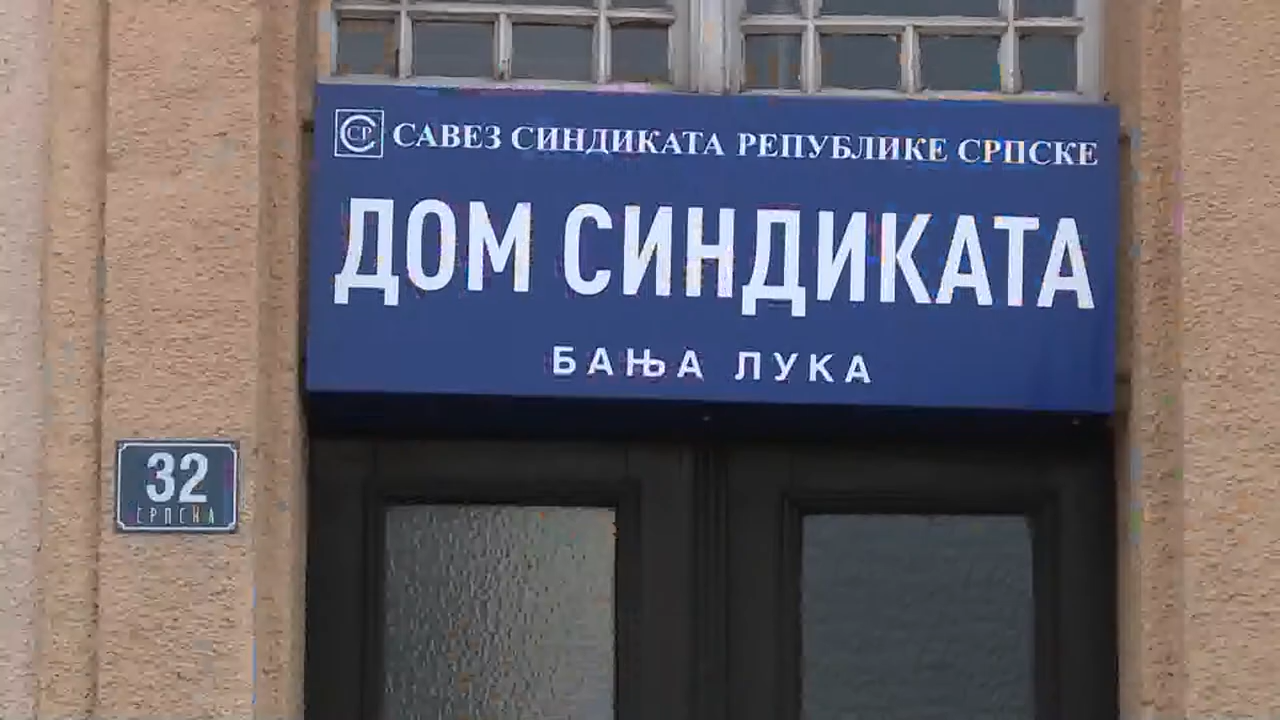 СР САВЕЗ СИНДИКАТА РЕПУБЛИКЕ СРПСКЕ
ДОМ СИНДИКАТА
БАЊА ЛУКА
32
СРПСКА